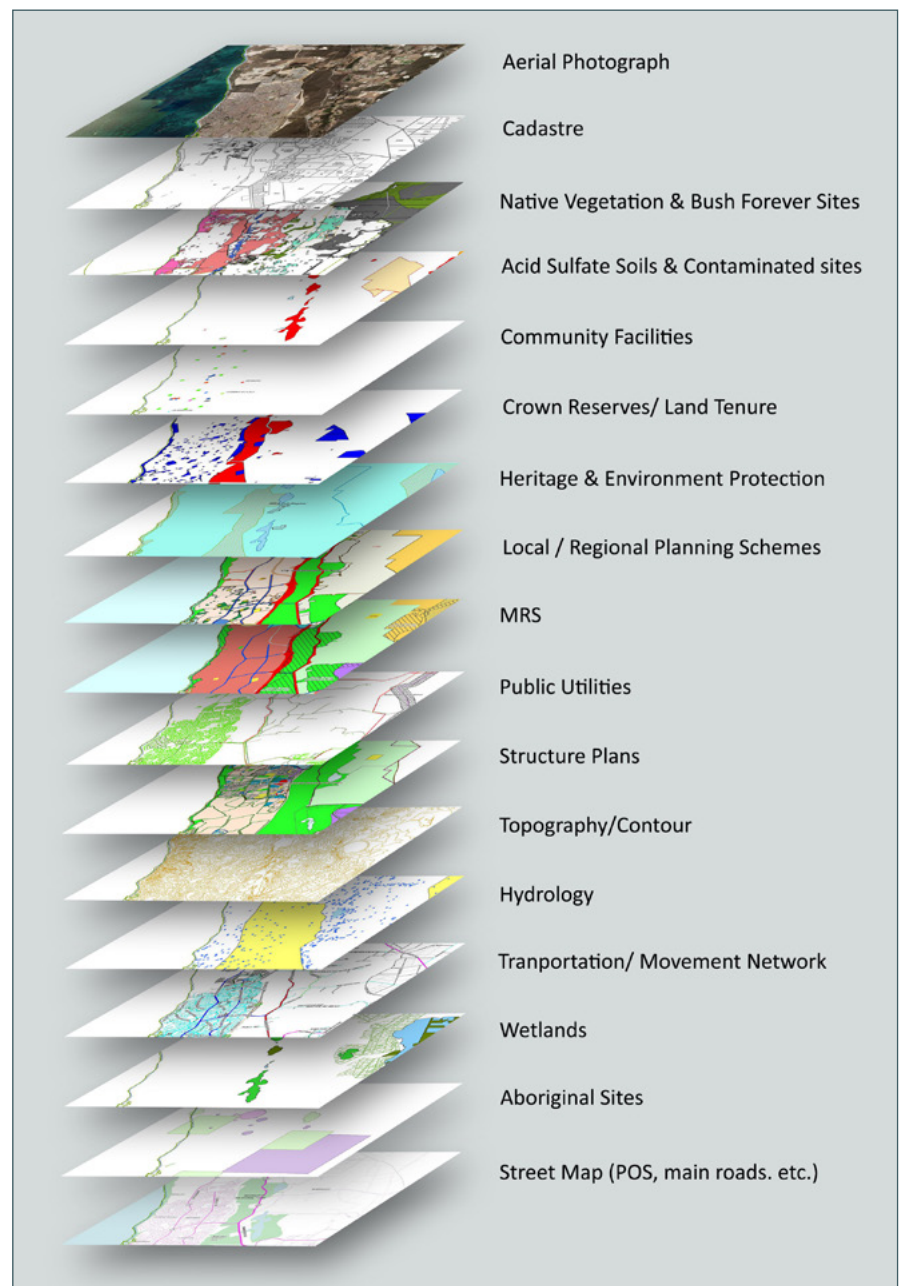 Aerial Photograph
Cadastre
Native Vegetation & Bush Forever Sites
Acid Sulfate Soils & Contaminated sites
Community Facilities
Crown Reserves/ Land Tenure
Heritage & Environment Protection
Local / Regional Planning Schemes
MRS
Public Utilities
Structure Plans
Topography/Contour
Hydrology
Tranportation/ Movement Network
Wetlands
Aboriginal Sites
Street Map (POS, main roads. etc.)